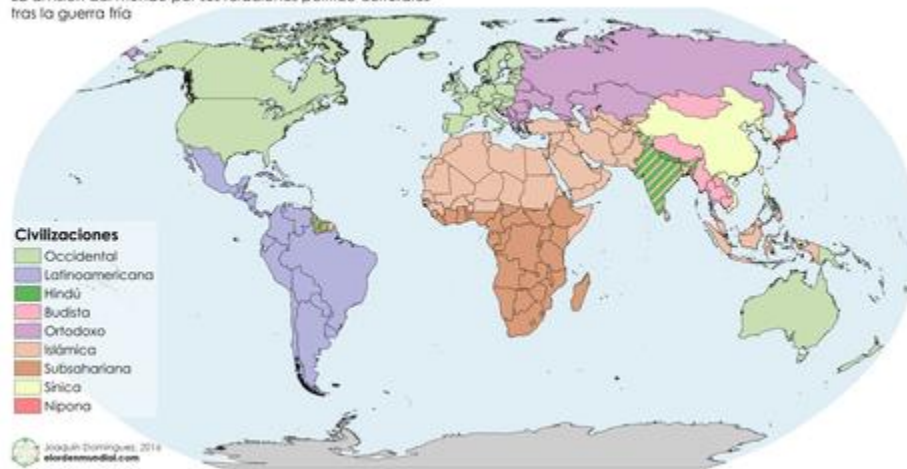 tras la guerra fría
Civilizaciones
Occidental
Latinoamericana
Hindú
Budista
Ortodoxo
Islámica
Subsahariana
Sínica
Nipona
Joaquín Domínguez, 2016
elordenmundial.com